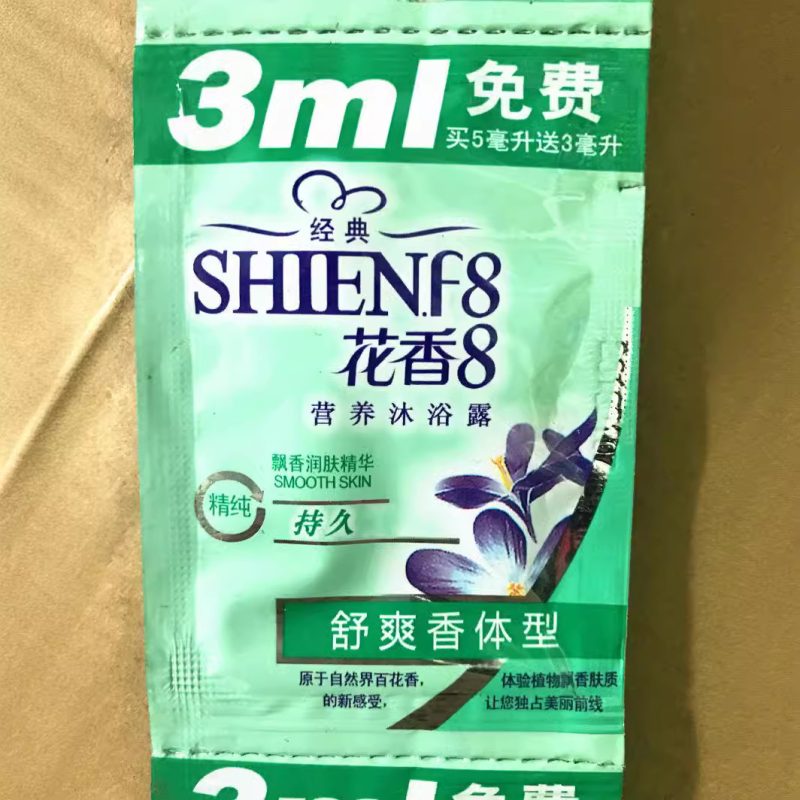 3ml 免费
买5毫升送3毫升
经典
SHIEN.f8
花香8
营养沐浴露
飘香润肤精华
SMOOTH SKIN
精纯
持久
舒爽香体型
原于自然界百花香，
的新感受，
体验植物飘香肤质
让您独占美丽前线
3ml 免费